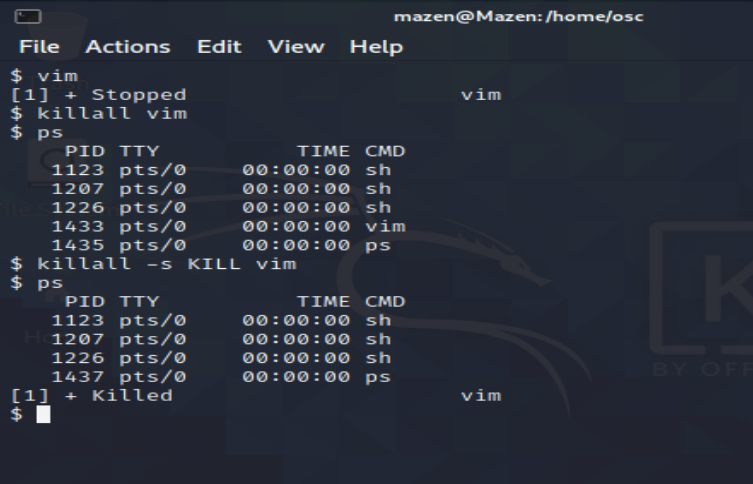 mazen@Mazen: /home/osc
File Actions Edit View Help
$ vim
[1] + Stopped                    vim
$ killall vim
$ ps
    PID TTY          TIME CMD
   1123 pts/0    00:00:00 sh
   1207 pts/0    00:00:00 sh
   1226 pts/0    00:00:00 sh
   1433 pts/0    00:00:00 vim
   1435 pts/0    00:00:00 ps
$ killall -s KILL vim
$ ps
    PID TTY          TIME CMD
   1123 pts/0    00:00:00 sh
   1207 pts/0    00:00:00 sh
   1226 pts/0    00:00:00 sh
   1437 pts/0    00:00:00 ps
[1] + Killed                     vim
$
K
BY OFF